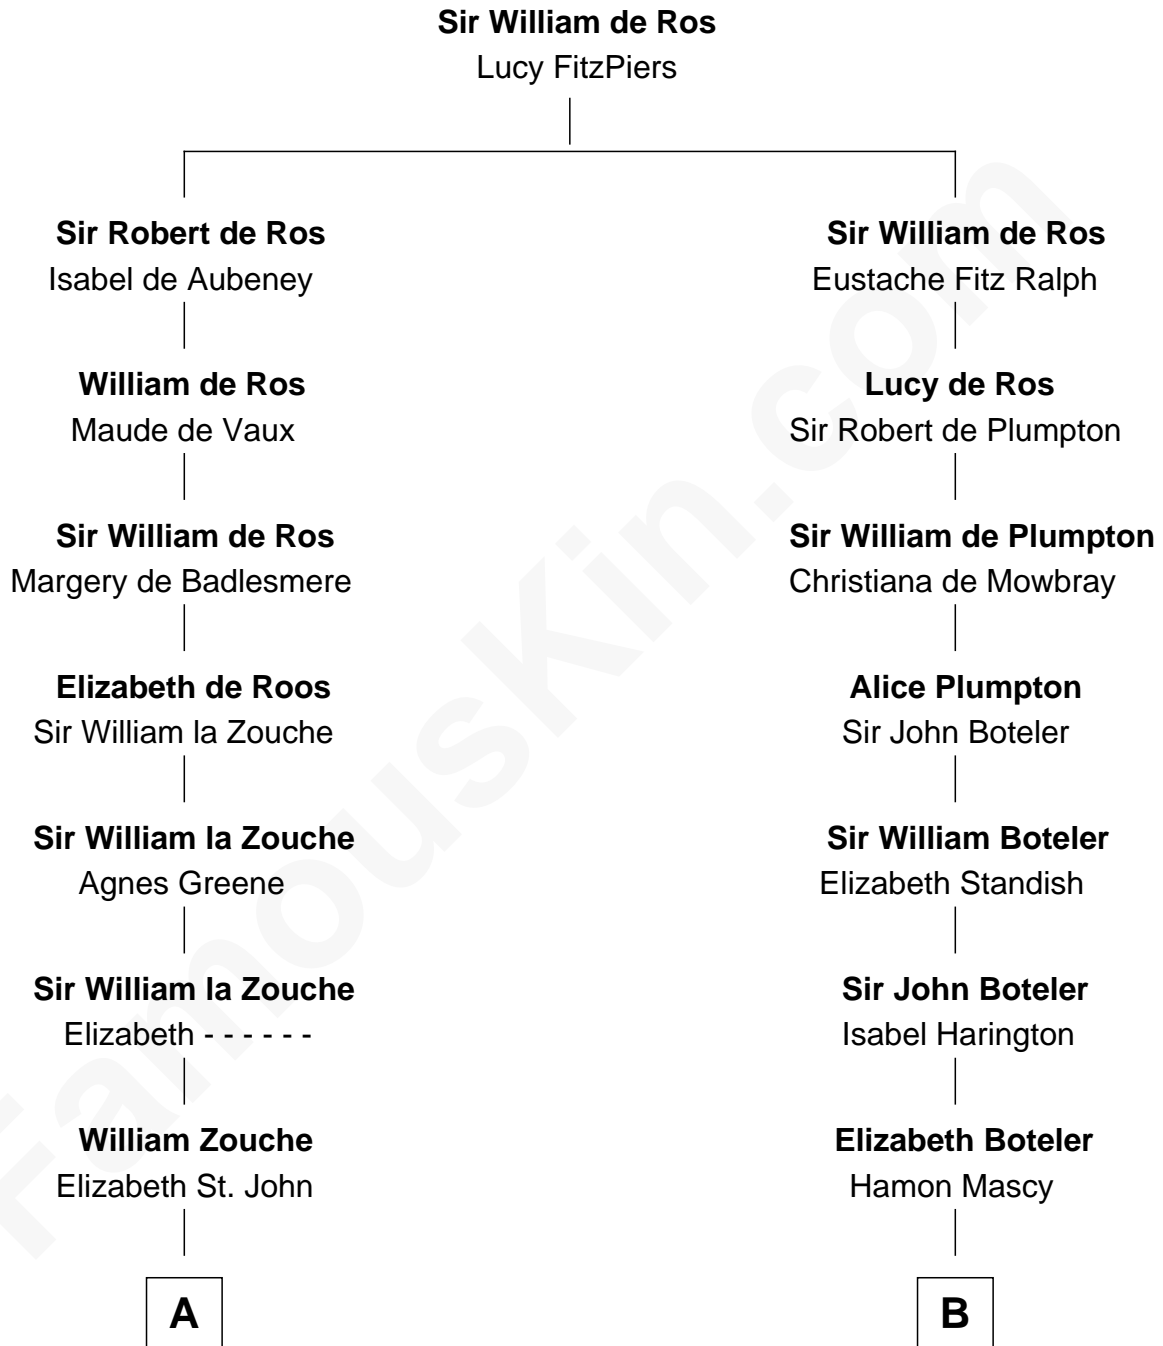 Sir William de Ros
Lucy FitzPiers
Sir Robert de Ros
Isabel de Aubeney
Sir William de Ros
Eustache Fitz Ralph
William de Ros
Maude de Vaux
Lucy de Ros
Sir Robert de Plumpton
Sir William de Ros
Margery de Badlesmere
Sir William de Plumpton
Christiana de Mowbray
Elizabeth de Roos
Sir William la Zouche
Alice Plumpton
Sir John Boteler
Sir William la Zouche
Agnes Greene
Sir William Boteler
Elizabeth Standish
Sir William la Zouche
Elizabeth - - - - - -
Sir John Boteler
Isabel Harington
William Zouche
Elizabeth St. John
Elizabeth Boteler
Hamon Mascy
A
B
FamousKin.com